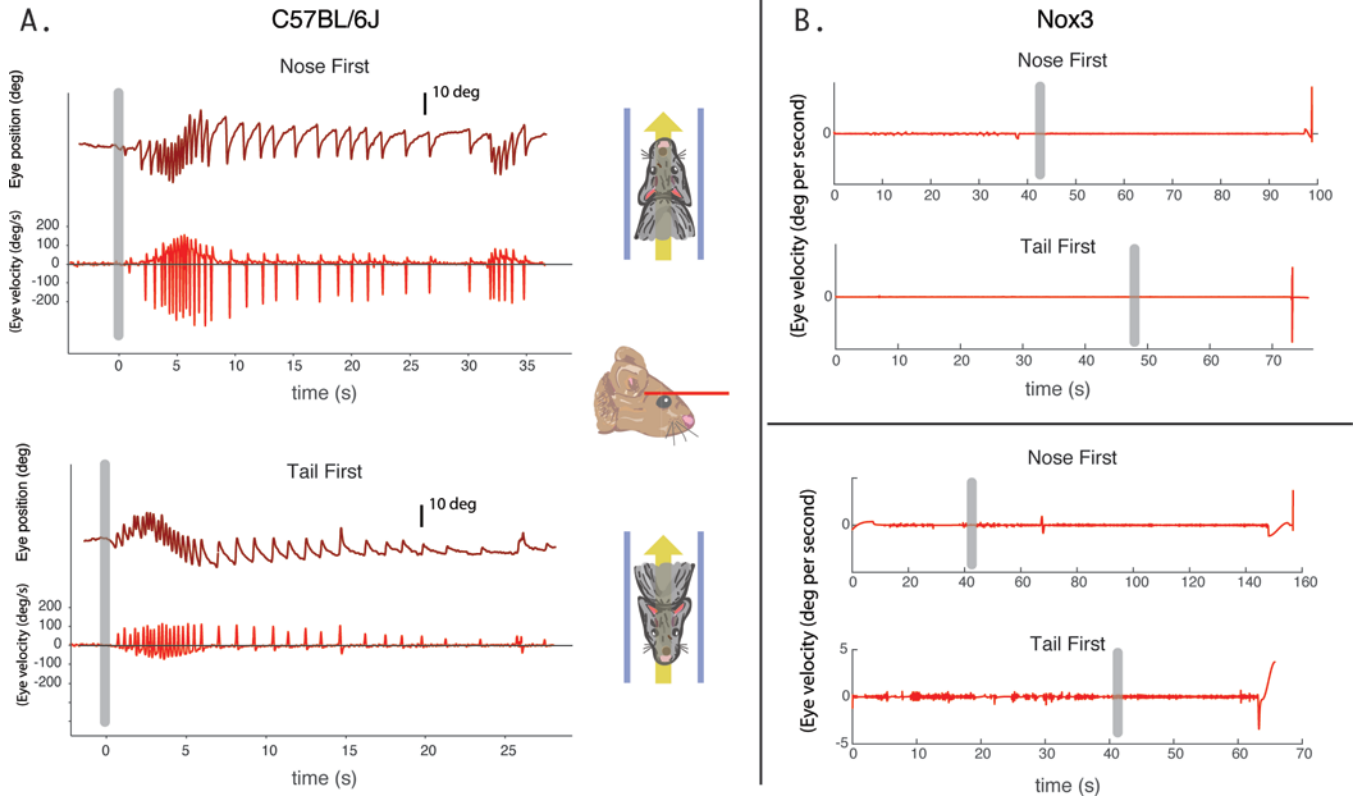 A.
C57BL/6J
Nose First
Eye position (deg)
10 deg
(Eye velocity (deg/s)
200
100
0
-100
-200
0 5 10 15 20 25 30 35
time (s)
Tail First
Eye position (deg)
10 deg
(Eye velocity (deg/s)
200
100
0
-100
-200
0 5 10 15 20 25
time (s)
B.
Nox3
(Eye velocity (deg per second)
Nose First
0
0 10 20 30 40 50 60 70 80 90 100
Tail First
0
0 10 20 30 40 50 60 70
time (s)
(Eye velocity (deg per second)
Nose First
0
0 20 40 60 80 100 120 140 160
Tail First
5
0
-5
0 10 20 30 40 50 60 70
time (s)